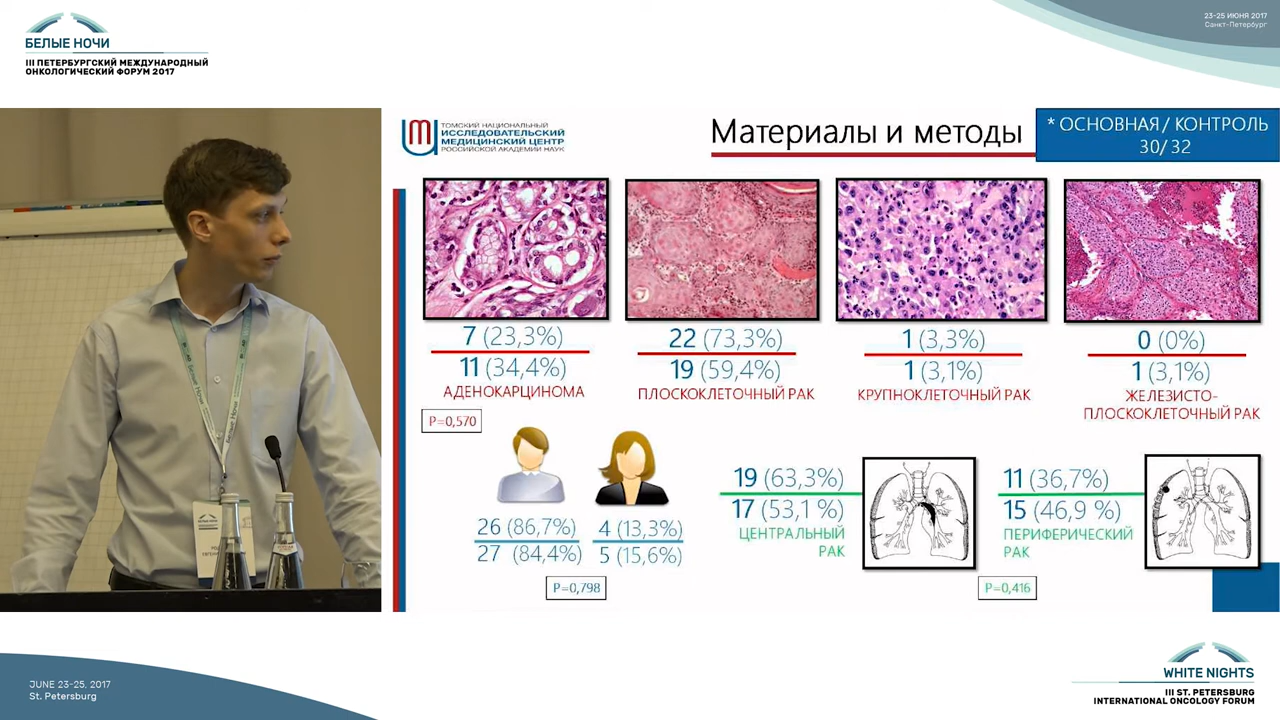 БЕЛЫЕ НОЧИ
III ПЕТЕРБУРГСКИЙ МЕЖДУНАРОДНЫЙ
ОНКОЛОГИЧЕСКИЙ ФОРУМ 2017
23-25 ИЮНЯ 2017
Санкт-Петербург
ТОМСКИЙ НАЦИОНАЛЬНЫЙ
ИССЛЕДОВАТЕЛЬСКИЙ
МЕДИЦИНСКИЙ ЦЕНТР
РОССИЙСКОЙ АКАДЕМИИ НАУК
Материалы и методы
* ОСНОВНАЯ/ КОНТРОЛЬ
30/ 32
7 (23,3%)
11 (34,4%)
АДЕНОКАРЦИНОМА
22 (73,3%)
19 (59,4%)
ПЛОСКОКЛЕТОЧНЫЙ РАК
1 (3,3%)
1 (3,1%)
КРУПНОКЛЕТОЧНЫЙ РАК
0 (0%)
1 (3,1%)
ЖЕЛЕЗИСТО-
ПЛОСКОКЛЕТОЧНЫЙ РАК
P=0,570
26 (86,7%)
27 (84,4%)
4 (13,3%)
5 (15,6%)
P=0,798
19 (63,3%)
17 (53,1 %)
ЦЕНТРАЛЬНЫЙ
РАК
11 (36,7%)
15 (46,9 %)
ПЕРИФЕРИЧЕСКИЙ
РАК
P=0,416
Белые Ночи
JUNE 23-25, 2017
St. Petersburg
WHITE NIGHTS
III ST. PETERSBURG
INTERNATIONAL ONCOLOGY FORUM